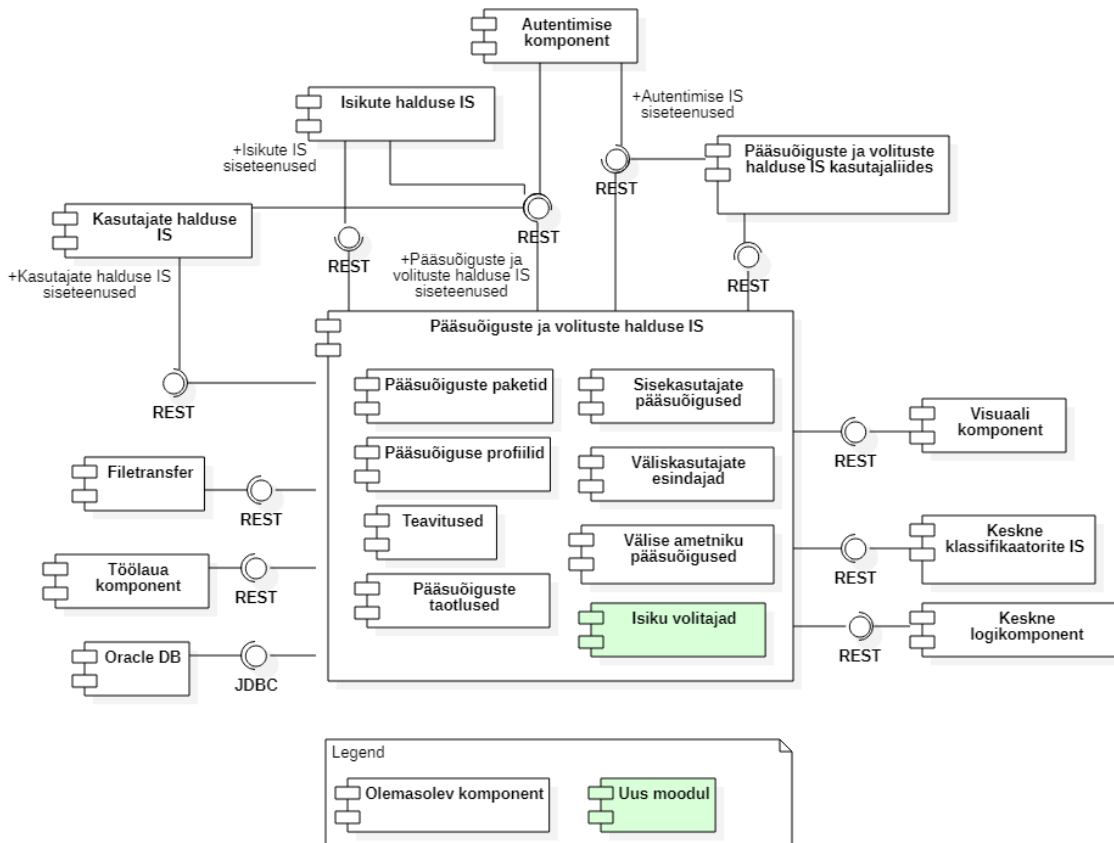 Autentimise
komponent
Isikute halduse IS
+Autentimise IS
siseteenused
+Isikute IS
siseteenused
Pääsuõiguste ja volituste
halduse IS kasutajaliides
REST
Kasutajate halduse
IS
REST
REST
+Pääsuõiguste ja
volituste halduse IS
siseteenused
REST
+Kasutajate halduse IS
siseteenused
Pääsuõiguste ja volituste halduse IS
REST
Pääsuõiguste paketid
Sisekasutajate
pääsuõigused
Pääsuõiguse profiilid
Väliskasutajate
esindajad
Teavitused
Välise ametniku
pääsuõigused
Pääsuõiguste
taotlused
Isiku volitajad
Filetransfer
REST
Töölaua
komponent
REST
Oracle DB
JDBC
Visuaali
komponent
REST
Keskne
klassifikaatorite IS
REST
Keskne
logikomponent
REST
Legend
Olemasolev komponent
Uus moodul